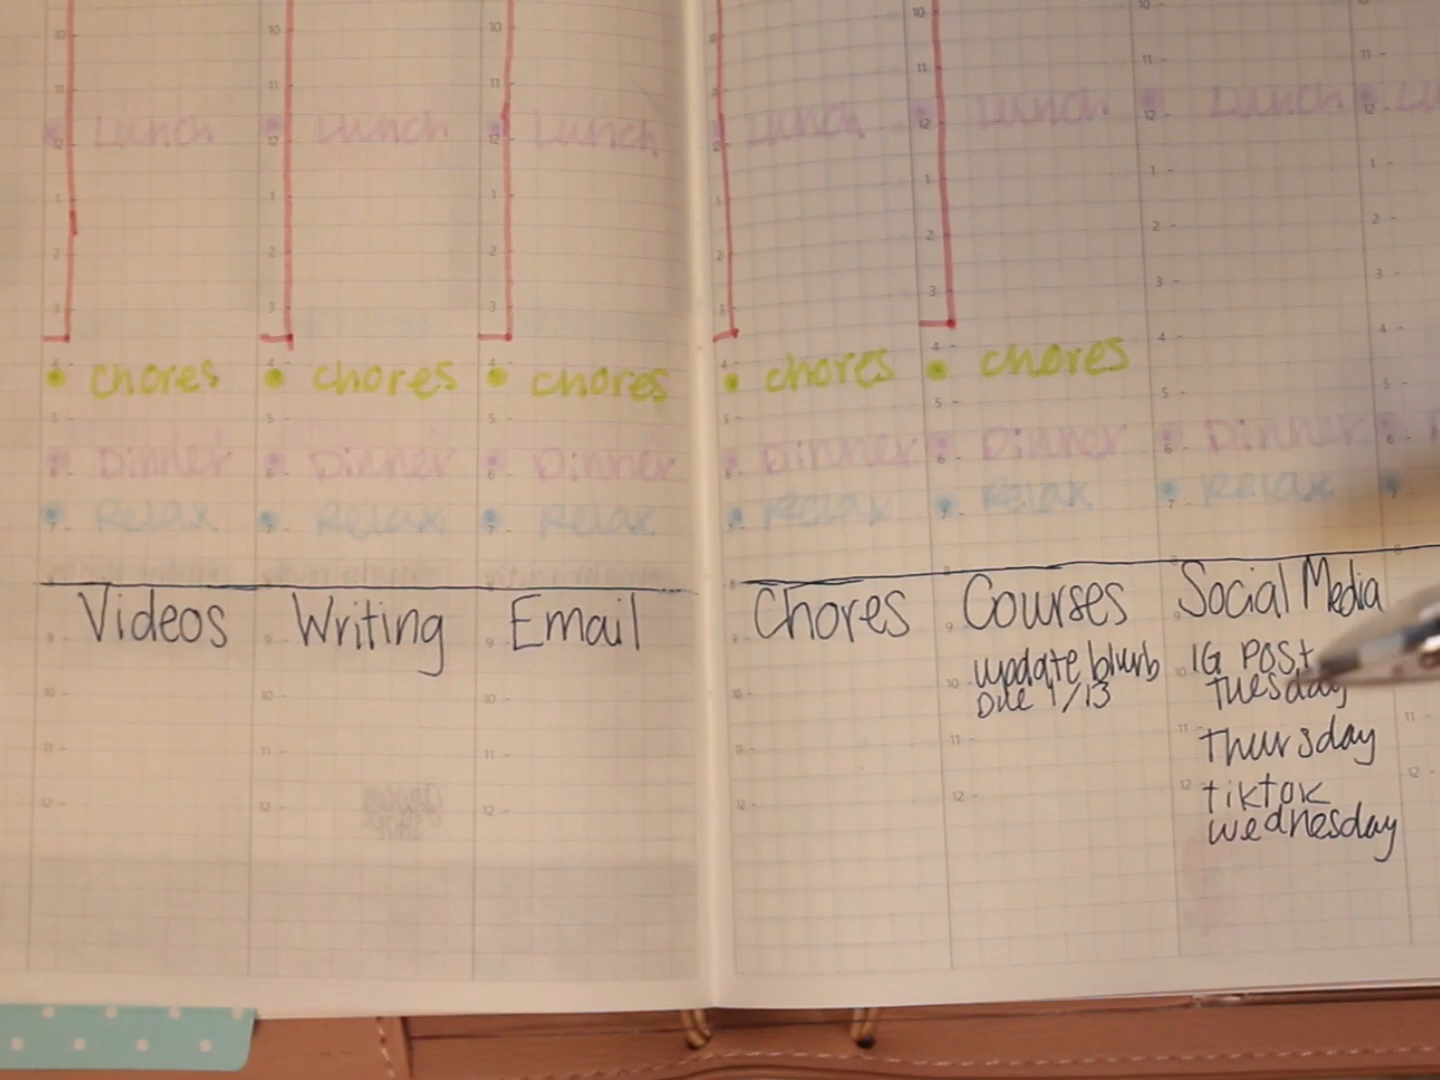 Lunch Lunch Lunch Lunch Lunch Lunch
chores chores chores chores chores
Dinner Dinner Dinner Dinner Dinner Dinner
Relax Relax Relax Relax Relax Relax
Videos
Writing
Email
Chores
Courses
update blurb
Due 1/13
Social Media
IG POST
Tuesday
Thursday
tiktok
wednesday